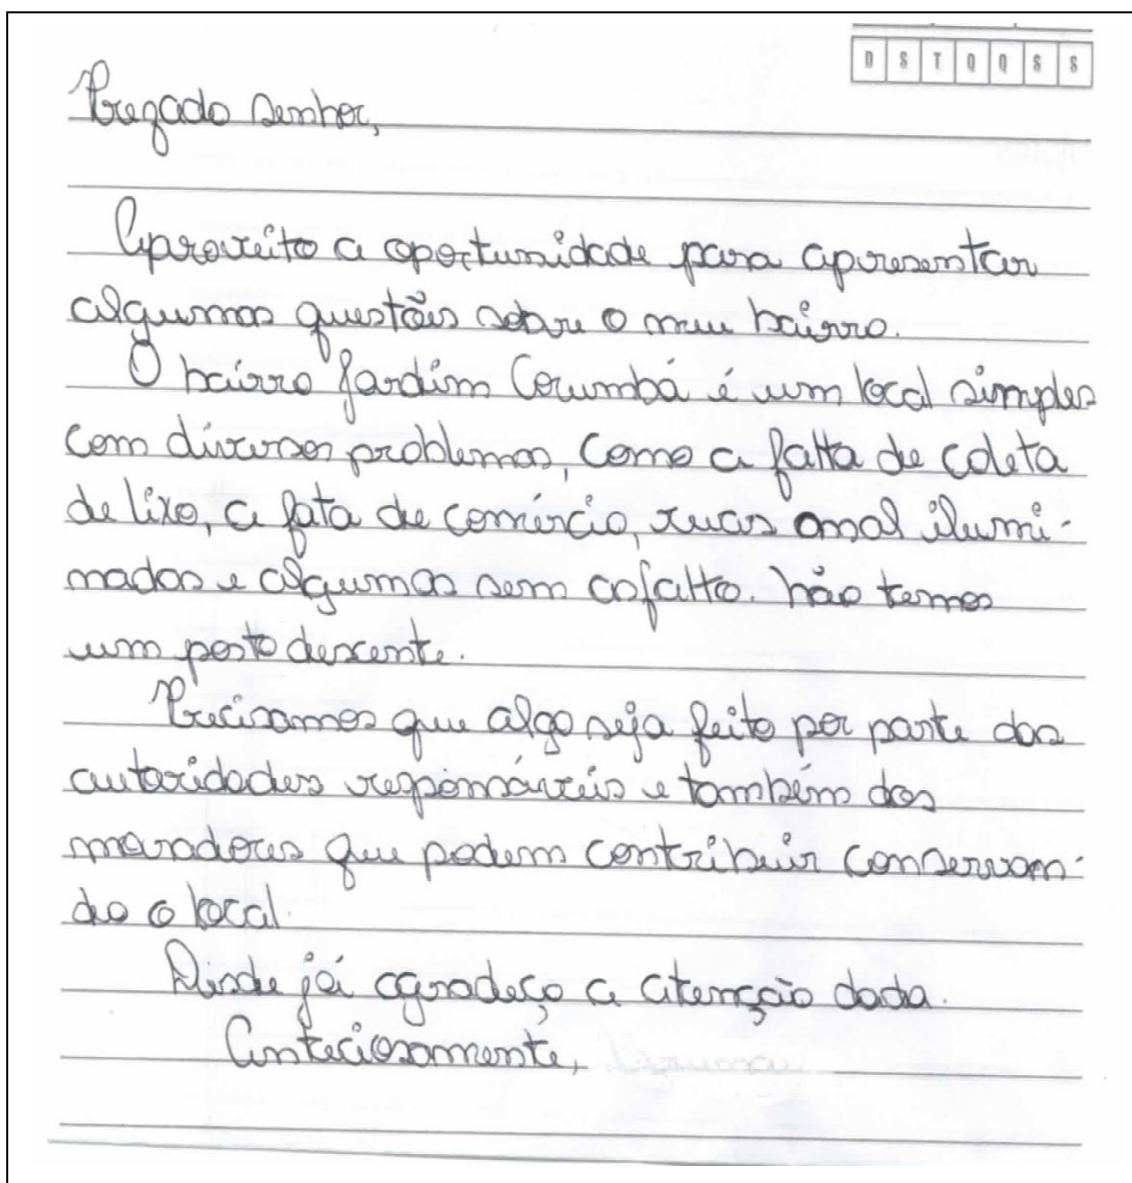 D S T Q Q S S
Prezado senhor,
Aproveito a oportunidade para apresentar
algumas questões sobre o meu bairro.
O bairro Jardim Corumbá é um local simples
com diversos problemas, como a falta de coleta
de lixo, a fata de comércio, ruas mal ilumi-
nadas e algumas sem asfalto. Não temos
um posto descente.
Precisamos que algo seja feito por parte das
autoridades responsáveis e também dos
moradores que podem contribuir conservan-
do o local.
Desde já agradeço a atenção dada.
Anteciosamente,